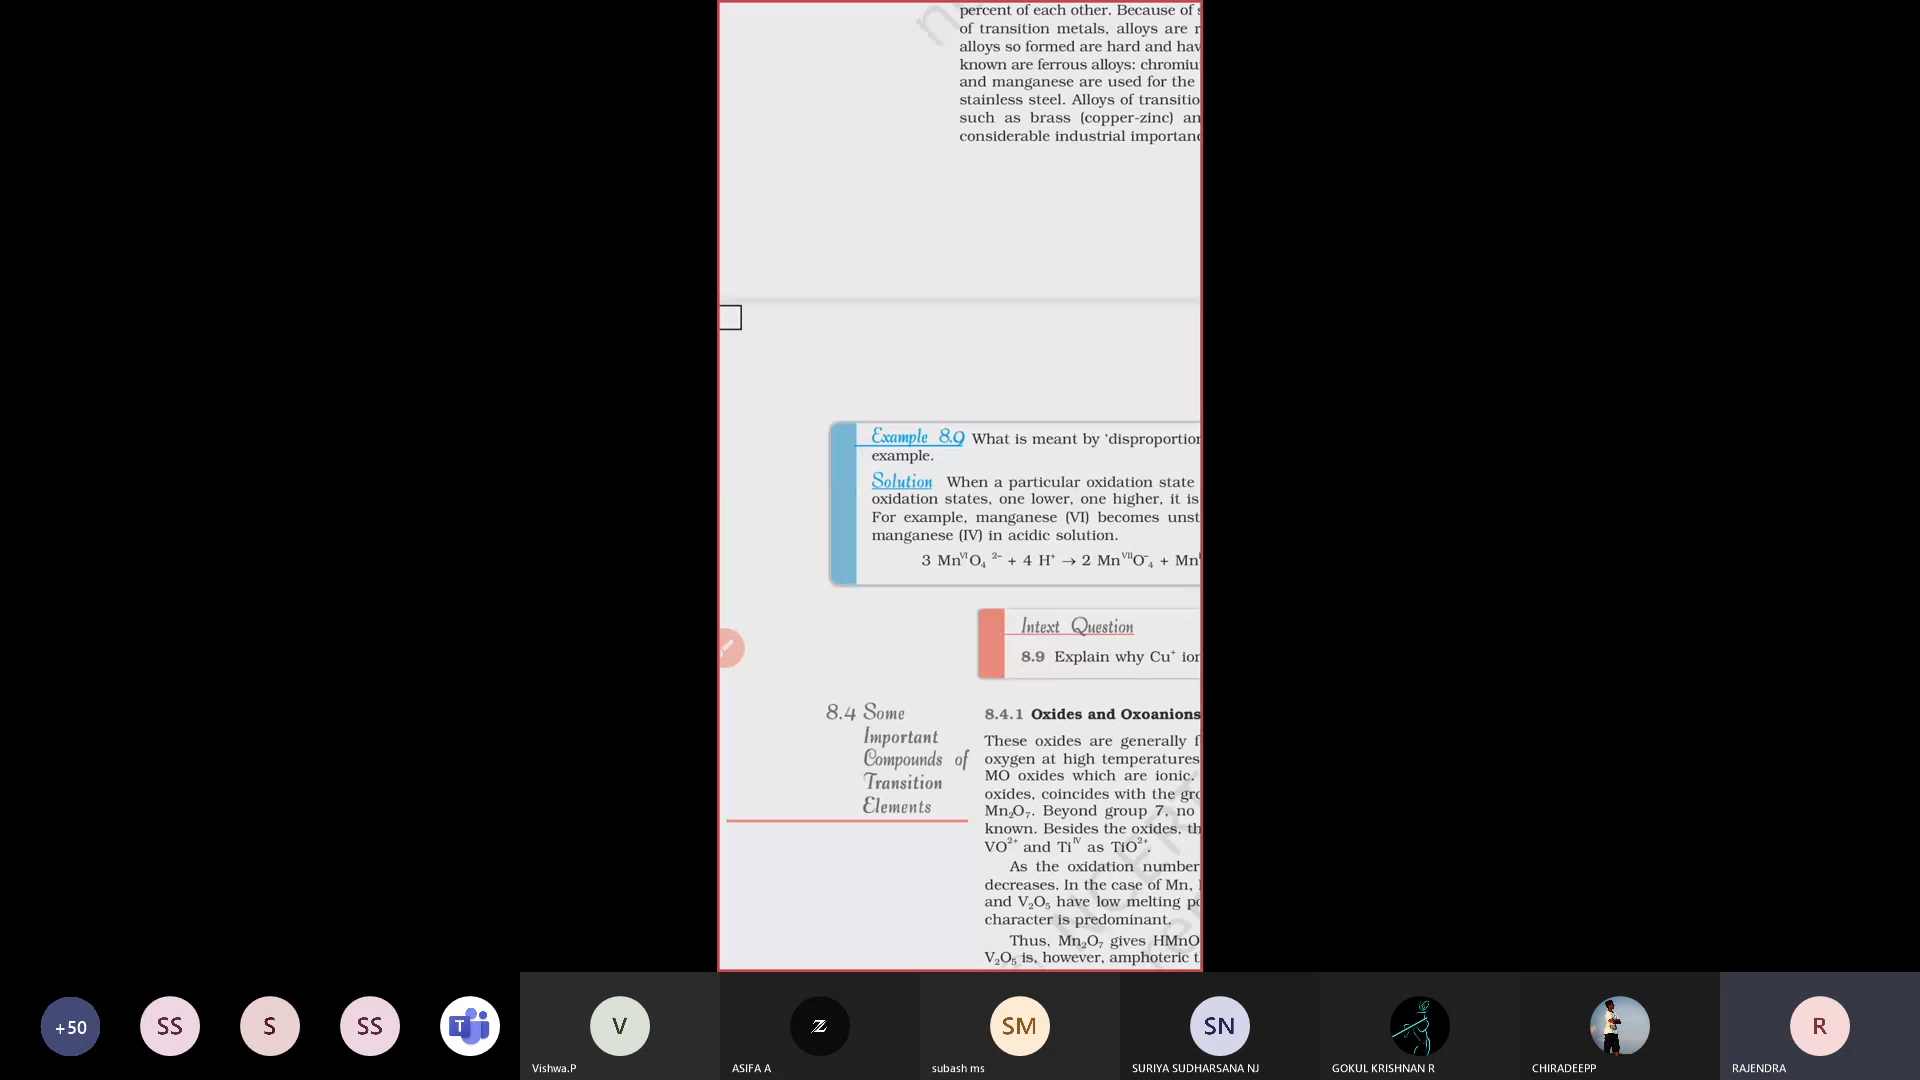 percent of each other. Because of
of transition metals, alloys are
alloys so formed are hard and hav
known are ferrous alloys: chromiu
and manganese are used for the
stainless steel. Alloys of transitio
such as brass (copper-zinc) an
considerable industrial importanc
Example 8.9 What is meant by ‘disproportion
example.
Solution When a particular oxidation state
oxidation states, one lower, one higher, it is
For example, manganese (VI) becomes unst
manganese (IV) in acidic solution.
3 Mn^VI O₄ ²⁻ + 4 H⁺ → 2 Mn^VII O⁻₄ + Mn
Intext Question
8.9 Explain why Cu⁺ ion
8.4 Some
Important
Compounds of
Transition
Elements
8.4.1 Oxides and Oxoanions
These oxides are generally f
oxygen at high temperatures
MO oxides which are ionic.
oxides, coincides with the gro
Mn₂O₇. Beyond group 7, no
known. Besides the oxides, th
VO²⁺ and Ti^IV as TiO²⁺.
As the oxidation number
decreases. In the case of Mn,
and V₂O₅ have low melting po
character is predominant.
Thus, Mn₂O₇ gives HMnO
V₂O₅ is, however, amphoteric t
NCERT
+50
SS
S
SS
T
V
Vishwa.P
z
ASIFA A
SM
subash ms
SN
SURIYA SUDHARSANA NJ
GOKUL KRISHNAN R
CHIRADEEPP
R
RAJENDRA